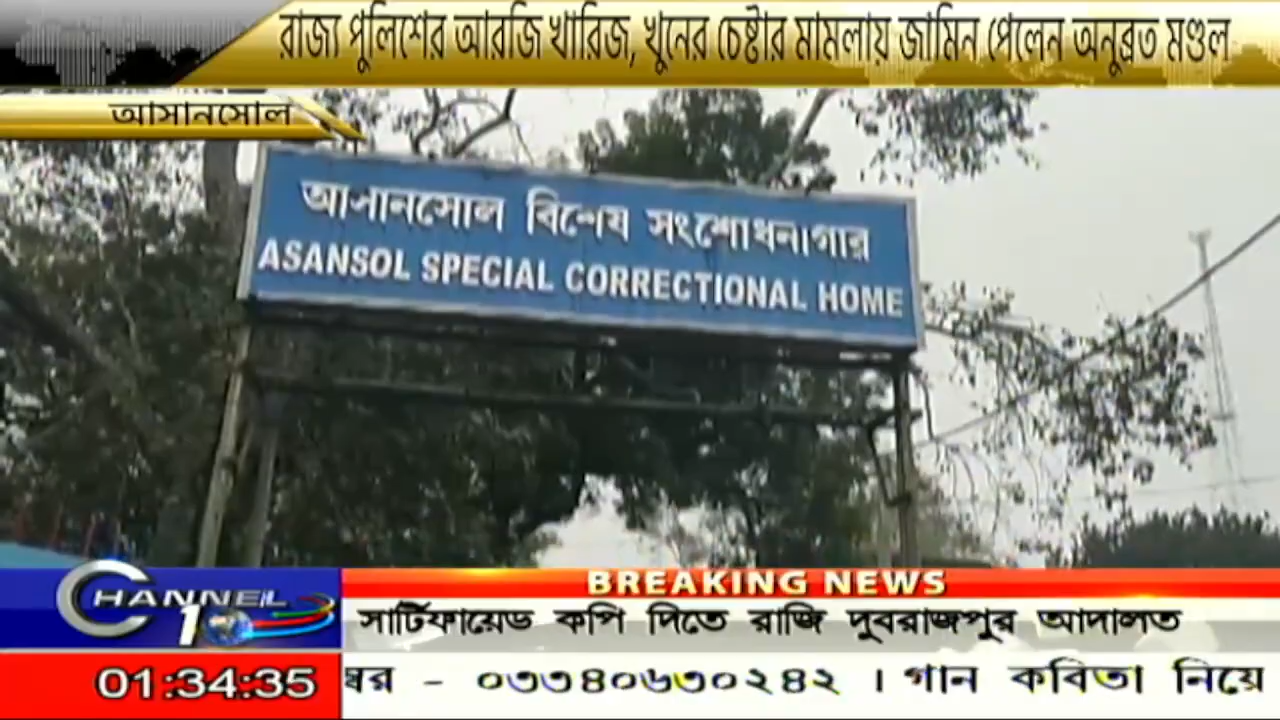 রাজ্য পুলিশের আরজি খারিজ, খুনের চেষ্টার মামলায় জামিন পেলেন অনুব্রত মণ্ডল
আসানসোল
আসানসোল বিশেষ সংশোধনাগার
ASANSOL SPECIAL CORRECTIONAL HOME
CHANNEL 10
BREAKING NEWS
সার্টিফায়েড কপি দিতে রাজি দুবরাজপুর আদালত
01:34:35
ম্বর - ০৩৩৪০৬৩০২৪২ । গান কবিতা নিয়ে